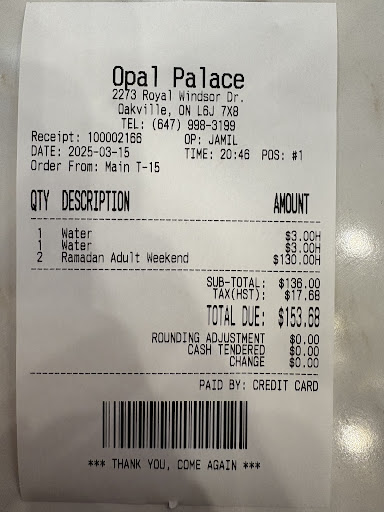 Opal Palace
2273 Royal Windsor Dr.
Oakville, ON L6J 7X8
TEL: (647) 998-3199
Receipt: 100002166 OP: JAMIL
DATE: 2025-03-15 TIME: 20:46 POS: #1
Order From: Main T-15
QTY DESCRIPTION AMOUNT
1 Water $3.00H
1 Water $3.00H
2 Ramadan Adult Weekend $130.00H
SUB-TOTAL: $136.00
TAX(HST): $17.68
TOTAL DUE: $153.68
ROUNDING ADJUSTMENT $0.00
CASH TENDERED $0.00
CHANGE $0.00
PAID BY: CREDIT CARD
*** THANK YOU, COME AGAIN ***